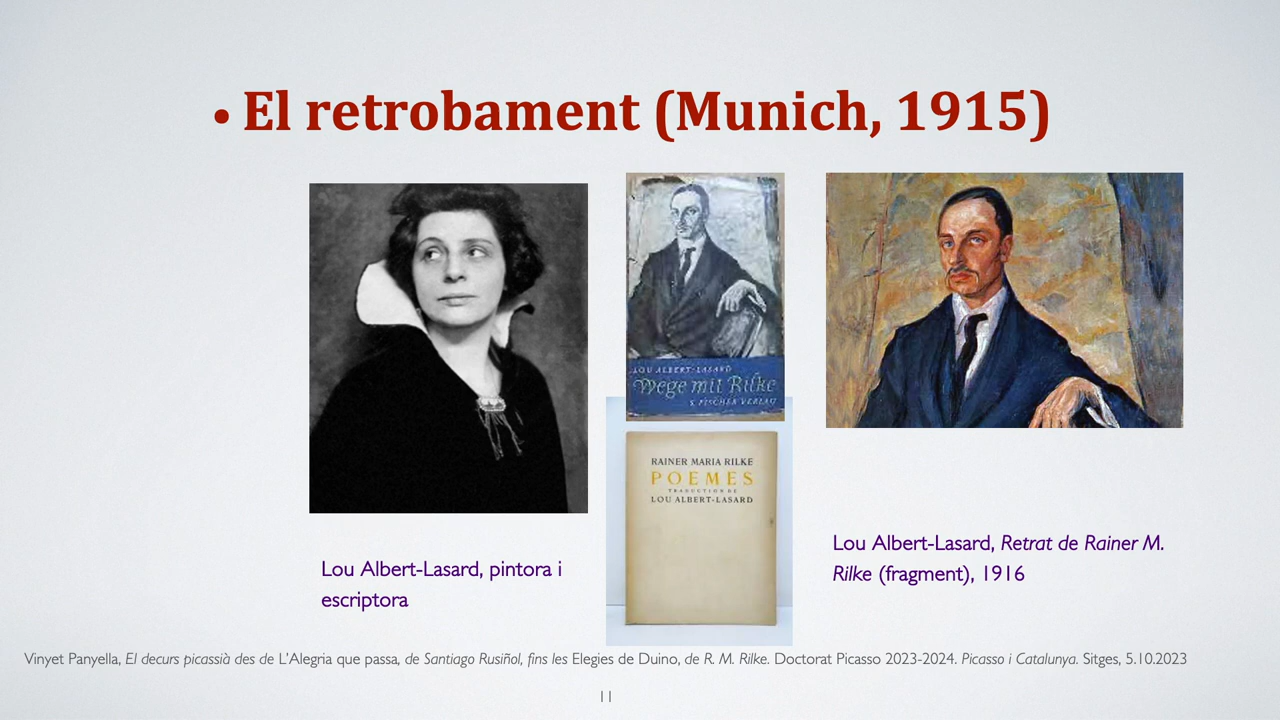 • El retrobament (Munich, 1915)
LOU ALBERT-LASARD
Wege mit Rilke
S. FISCHER VERLAG
RAINER MARIA RILKE
POEMES
TRADUCTION DE
LOU ALBERT-LASARD
Lou Albert-Lasard, Retrat de Rainer M.
Rilke (fragment), 1916
Lou Albert-Lasard, pintora i
escriptora
Vinyet Panyella, El decurs picassià des de L'Alegria que passa, de Santiago Rusiñol, fins les Elegies de Duino, de R. M. Rilke. Doctorat Picasso 2023-2024. Picasso i Catalunya. Sitges, 5.10.2023
11